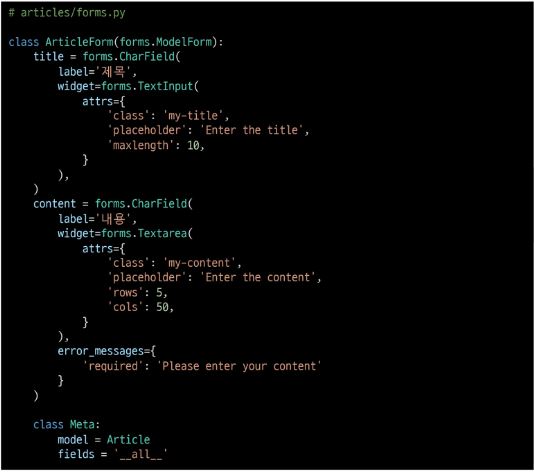 # articles/forms.py

class ArticleForm(forms.ModelForm):
    title = forms.CharField(
        label='제목',
        widget=forms.TextInput(
            attrs={
                'class': 'my-title',
                'placeholder': 'Enter the title',
                'maxlength': 10,
            }
        ),
    )
    content = forms.CharField(
        label='내용',
        widget=forms.Textarea(
            attrs={
                'class': 'my-content',
                'placeholder': 'Enter the content',
                'rows': 5,
                'cols': 50,
            }
        ),
        error_messages={
            'required': 'Please enter your content'
        }
    )

    class Meta:
        model = Article
        fields = '__all__'